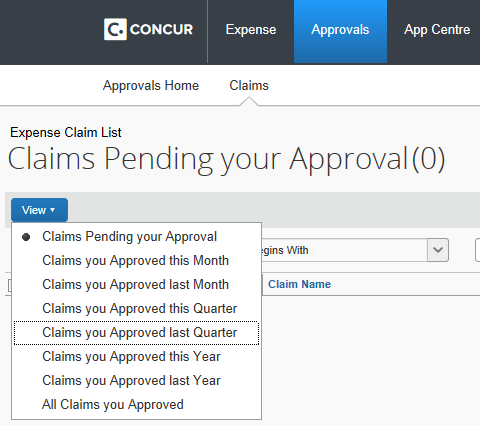 C. CONCUR Expense Approvals App Centre
Approvals Home Claims
Expense Claim List
Claims Pending your Approval(0)
View
Claims Pending your Approval
Claims you Approved this Month
egins With
Claims you Approved last Month
Claim Name
Claims you Approved this Quarter
Claims you Approved last Quarter
Claims you Approved this Year
Claims you Approved last Year
All Claims you Approved